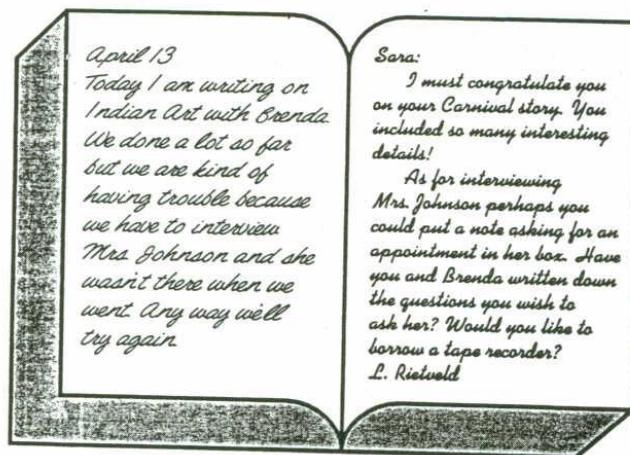 April 13
Today I am writing on
Indian Art with Brenda
We done a lot so far
but we are kind of
having trouble because
we have to interview
Mrs Johnson and she
wasn't there when we
went Any way we'll
try again
Sara:
I must congratulate you
on your Carnival story. You
included so many interesting
details!
As for interviewing
Mrs. Johnson perhaps you
could put a note asking for an
appointment in her box. Have
you and Brenda written down
the questions you wish to
ask her? Would you like to
borrow a tape recorder?
L. Rietveld